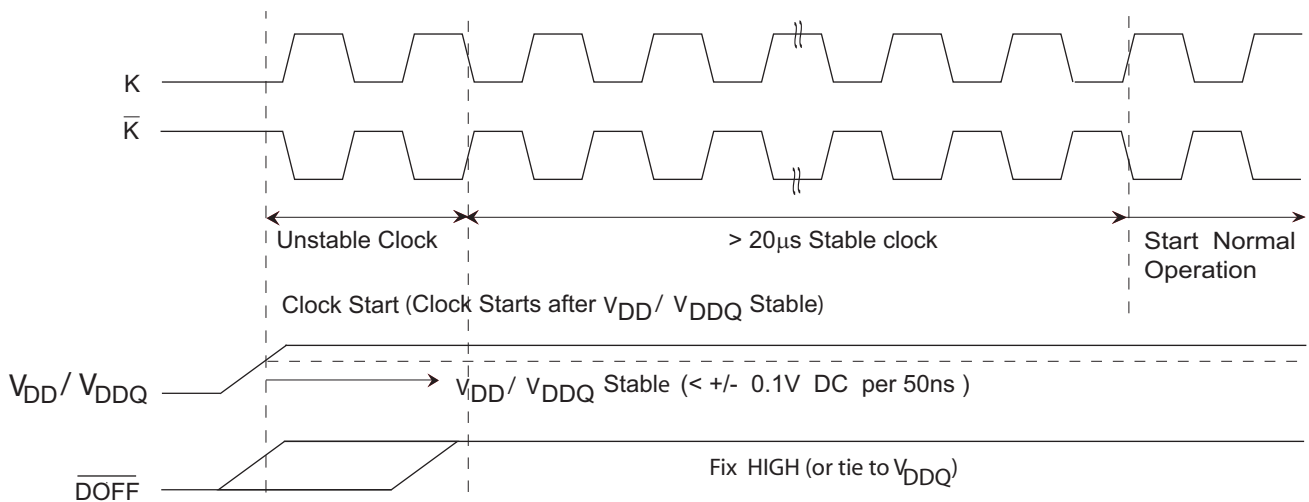 K
K̅
Unstable Clock
> 20μs Stable clock
Start Normal
Operation
Clock Start (Clock Starts after VDD/ VDDQ Stable)
VDD/ VDDQ
VDD/ VDDQ Stable (< +/- 0.1V DC per 50ns )
DOFF
Fix HIGH (or tie to VDDQ)